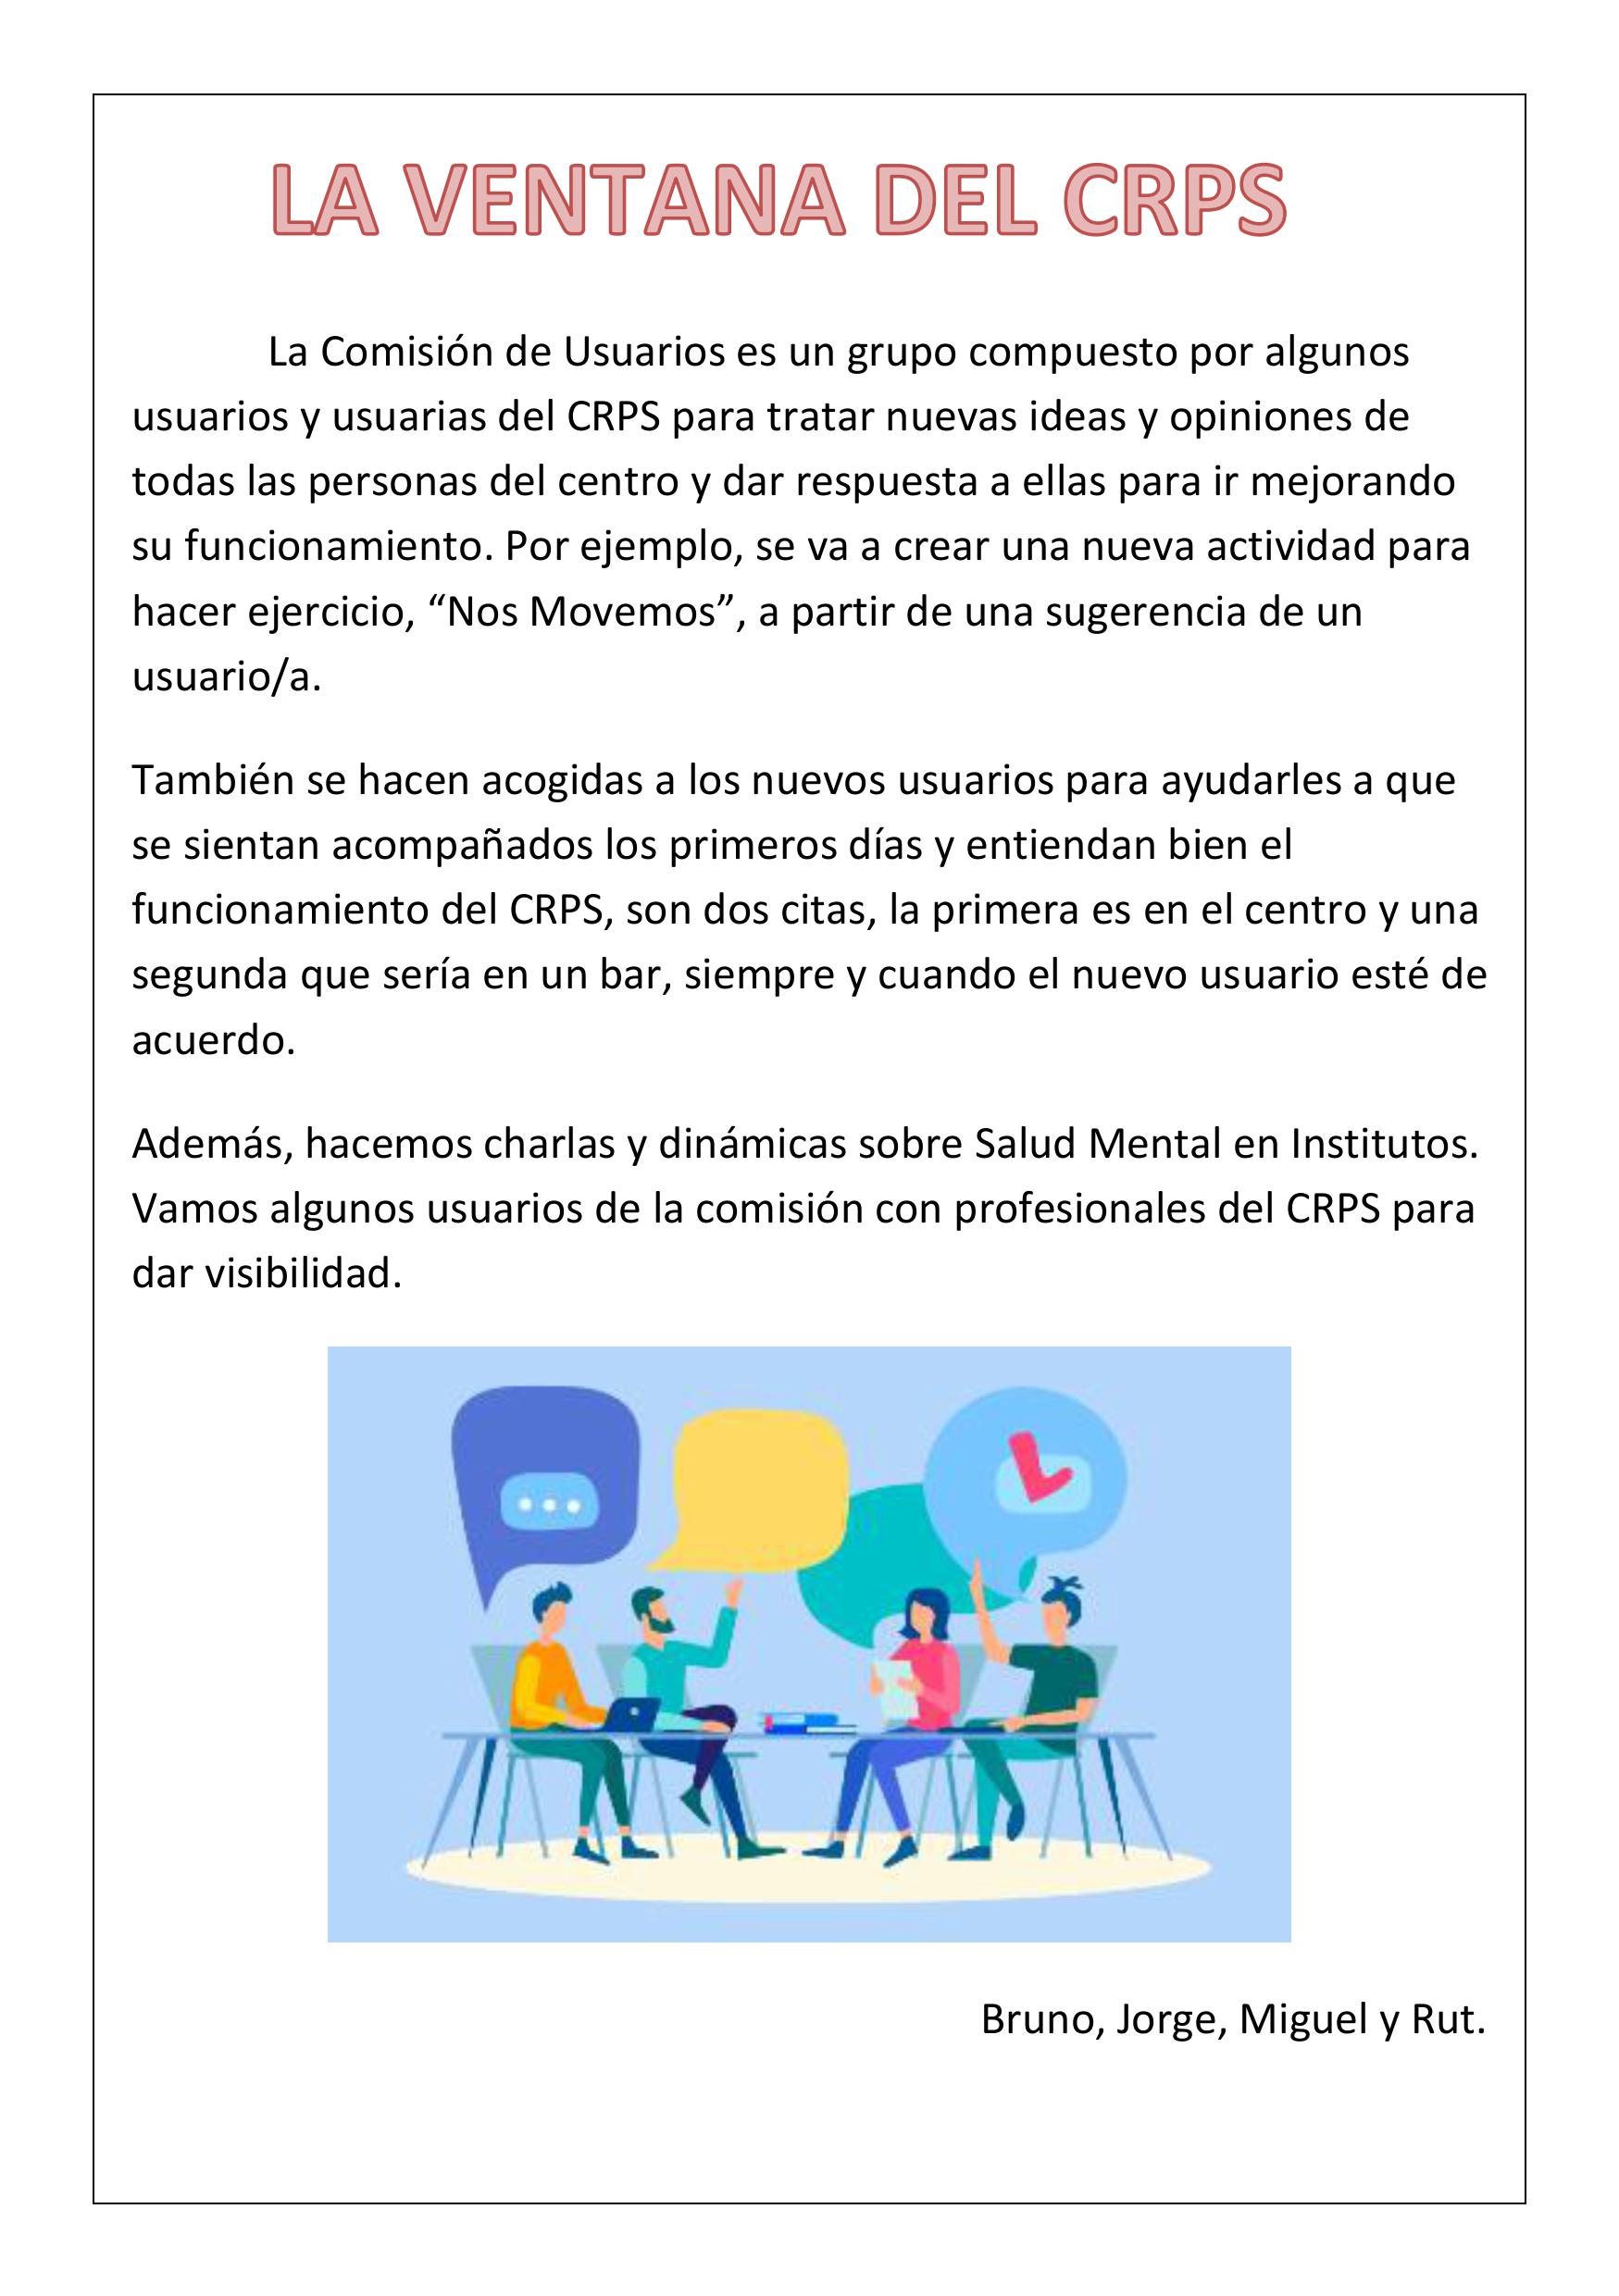 LA VENTANA DEL CRPS
La Comisión de Usuarios es un grupo compuesto por algunos
usuarios y usuarias del CRPS para tratar nuevas ideas y opiniones de
todas las personas del centro y dar respuesta a ellas para ir mejorando
su funcionamiento. Por ejemplo, se va a crear una nueva actividad para
hacer ejercicio, “Nos Movemos”, a partir de una sugerencia de un
usuario/a.
También se hacen acogidas a los nuevos usuarios para ayudarles a que
se sientan acompañados los primeros días y entiendan bien el
funcionamiento del CRPS, son dos citas, la primera es en el centro y una
segunda que sería en un bar, siempre y cuando el nuevo usuario esté de
acuerdo.
Además, hacemos charlas y dinámicas sobre Salud Mental en Institutos.
Vamos algunos usuarios de la comisión con profesionales del CRPS para
dar visibilidad.
Bruno, Jorge, Miguel y Rut.